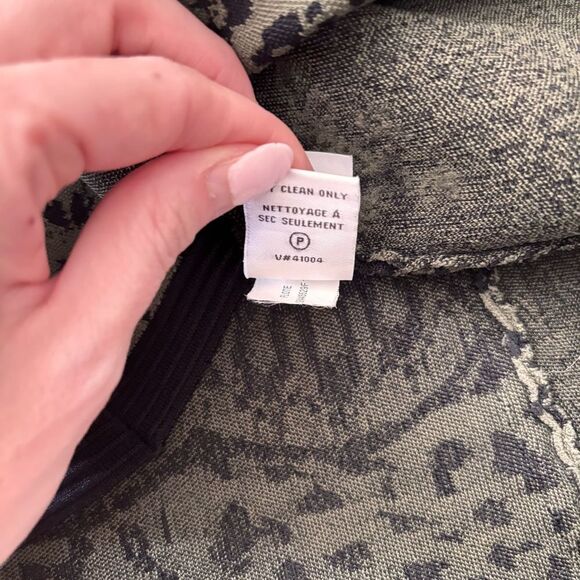 CLEAN ONLY
NETTOYAGE À
SEC SEULEMENT
P
V#41004